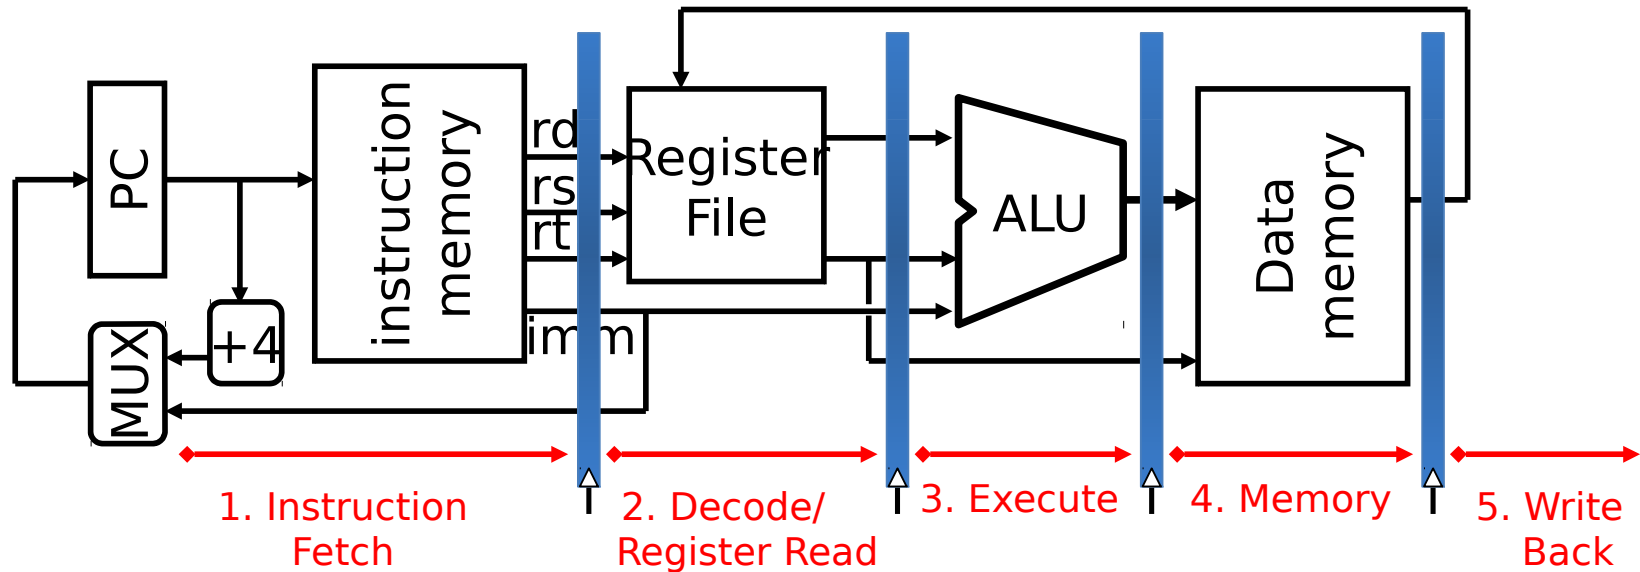 PC
MUX
+4
instruction
memory
rd
rs
rt
imm
Register
File
ALU
Data
memory
1. Instruction
Fetch
2. Decode/
Register Read
3. Execute
4. Memory
5. Write
Back